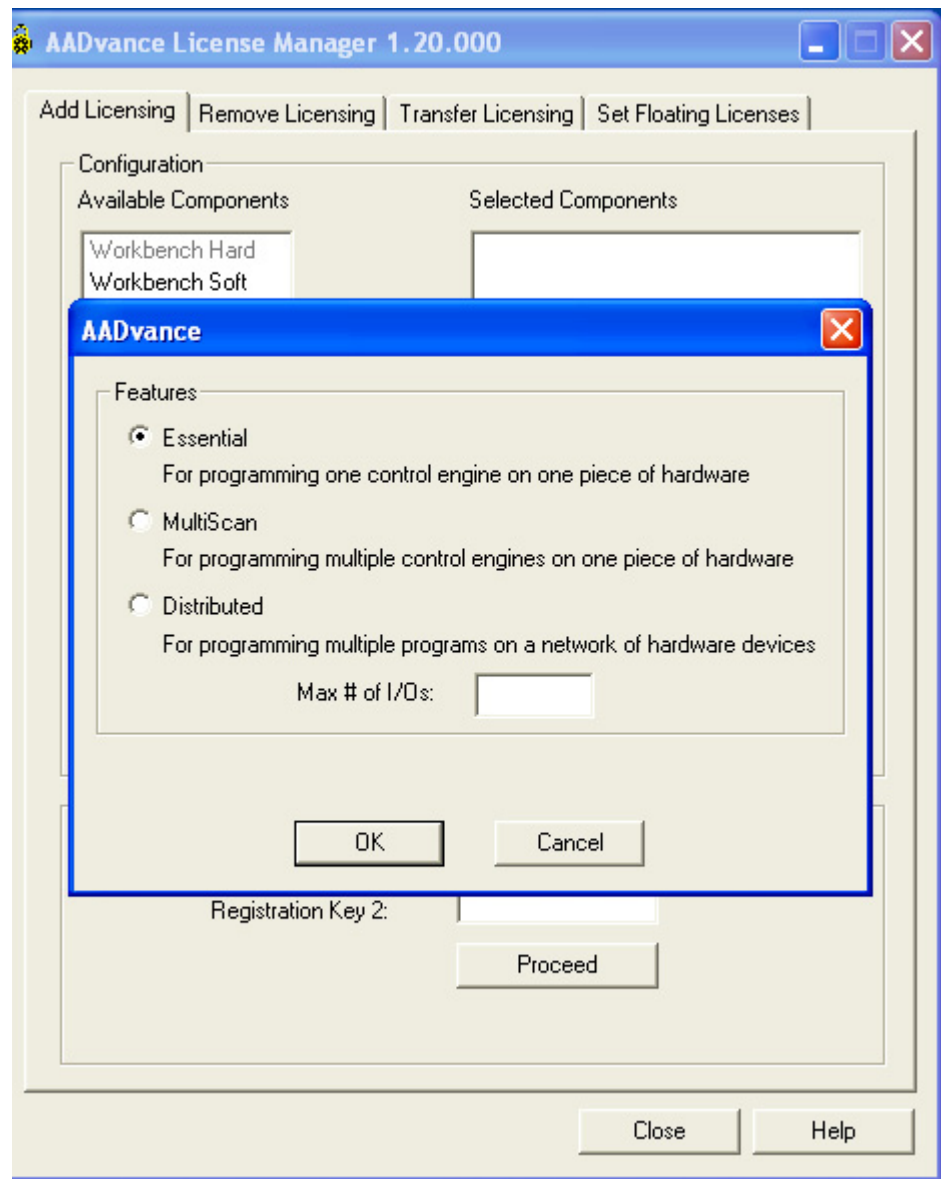 AADvance License Manager 1.20.000
Add Licensing Remove Licensing Transfer Licensing Set Floating Licenses
Configuration
Available Components Selected Components
Workbench Hard
Workbench Soft
AADvance
Features
Essential
For programming one control engine on one piece of hardware
MultiScan
For programming multiple control engines on one piece of hardware
Distributed
For programming multiple programs on a network of hardware devices
Max # of I/Os:
OK Cancel
Registration Key 2:
Proceed
Close Help